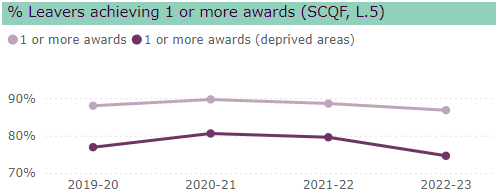 % Leavers achieving 1 or more awards (SCQF, L.5)
1 or more awards 1 or more awards (deprived areas)
90%
80%
70%
2019-20 2020-21 2021-22 2022-23